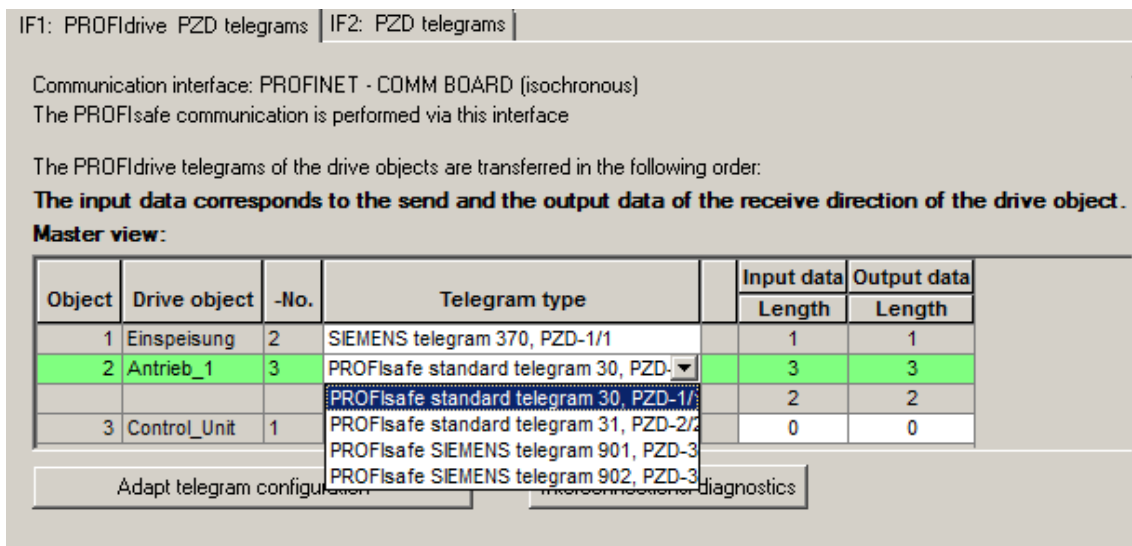 IF1: PROFIdrive PZD telegrams IF2: PZD telegrams
Communication interface: PROFINET - COMM BOARD (isochronous)
The PROFIsafe communication is performed via this interface
The PROFIdrive telegrams of the drive objects are transferred in the following order:
The input data corresponds to the send and the output data of the receive direction of the drive object.
Master view:
Object Drive object -No. Telegram type Input data Output data
Length Length
1 Einspeisung 2 SIEMENS telegram 370, PZD-1/1 1 1
2 Antrieb_1 3 PROFIsafe standard telegram 30, PZD- 3 3
PROFIsafe standard telegram 30, PZD-1/ 2 2
3 Control_Unit 1 PROFIsafe standard telegram 31, PZD-2/2 0 0
PROFIsafe SIEMENS telegram 901, PZD-3
PROFIsafe SIEMENS telegram 902, PZD-3
Adapt telegram diagnostics